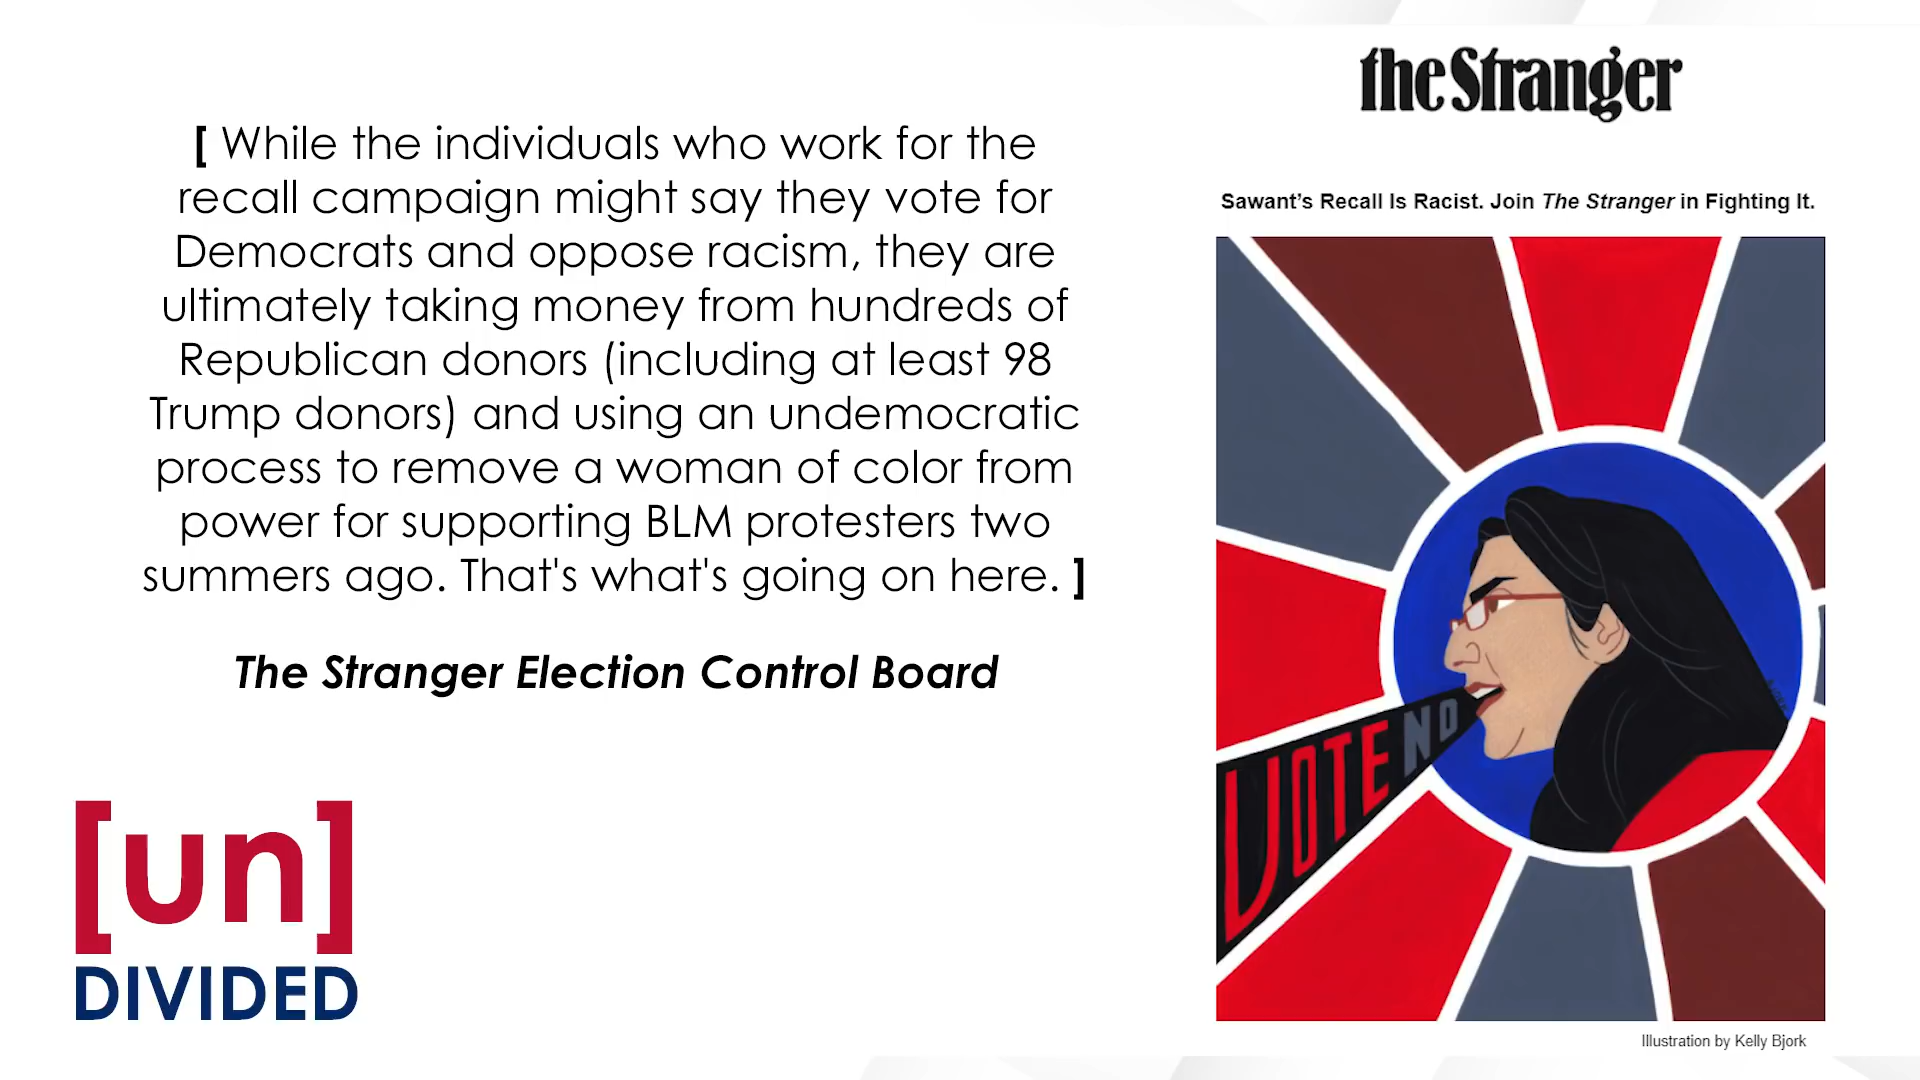 [ While the individuals who work for the
recall campaign might say they vote for
Democrats and oppose racism, they are
ultimately taking money from hundreds of
Republican donors (including at least 98
Trump donors) and using an undemocratic
process to remove a woman of color from
power for supporting BLM protesters two
summers ago. That's what's going on here. ]
The Stranger Election Control Board
[un]
DIVIDED
the Stranger
Sawant’s Recall Is Racist. Join The Stranger in Fighting It.
VOTE NO
Illustration by Kelly Bjork